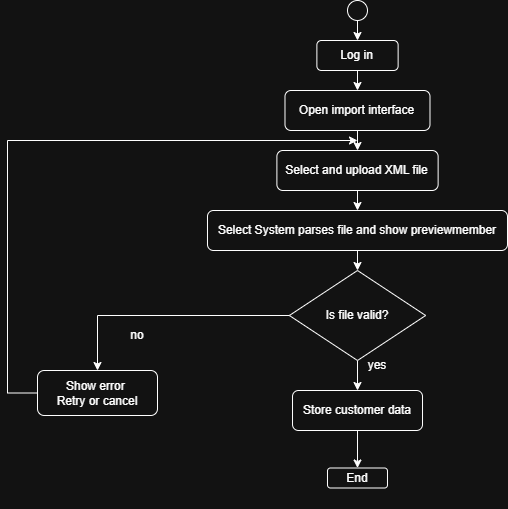 Log in
Open import interface
Select and upload XML file
Select System parses file and show previewmember
Is file valid?
no
yes
Show error
Retry or cancel
Store customer data
End